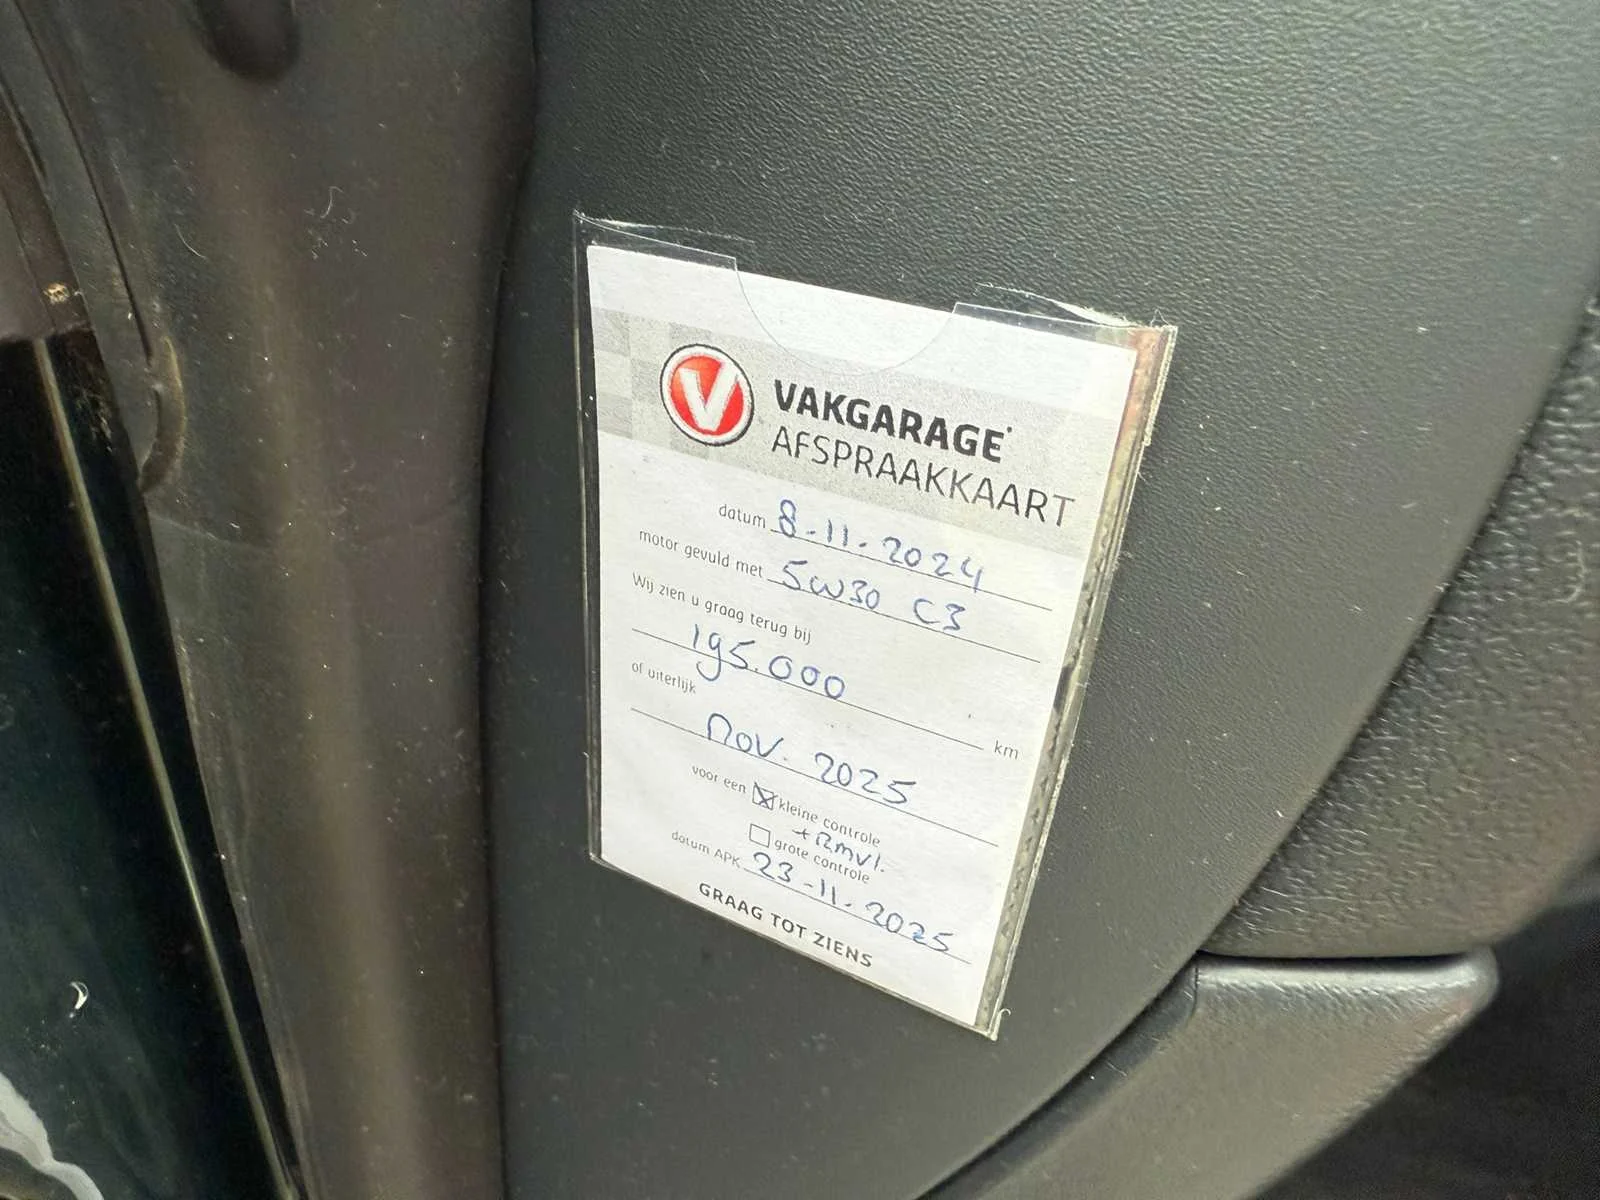 V
VAKGARAGE
AFSPRAAKKAART
datum 8-11-2024
motor gevuld met 5W30 C3
Wij zien u graag terug bij
195.000 km
of uiterlijk
nov. 2025
voor een ☒ kleine controle
+ Rmvl.
☐ grote controle
datum APK 23-11-2025
GRAAG TOT ZIENS